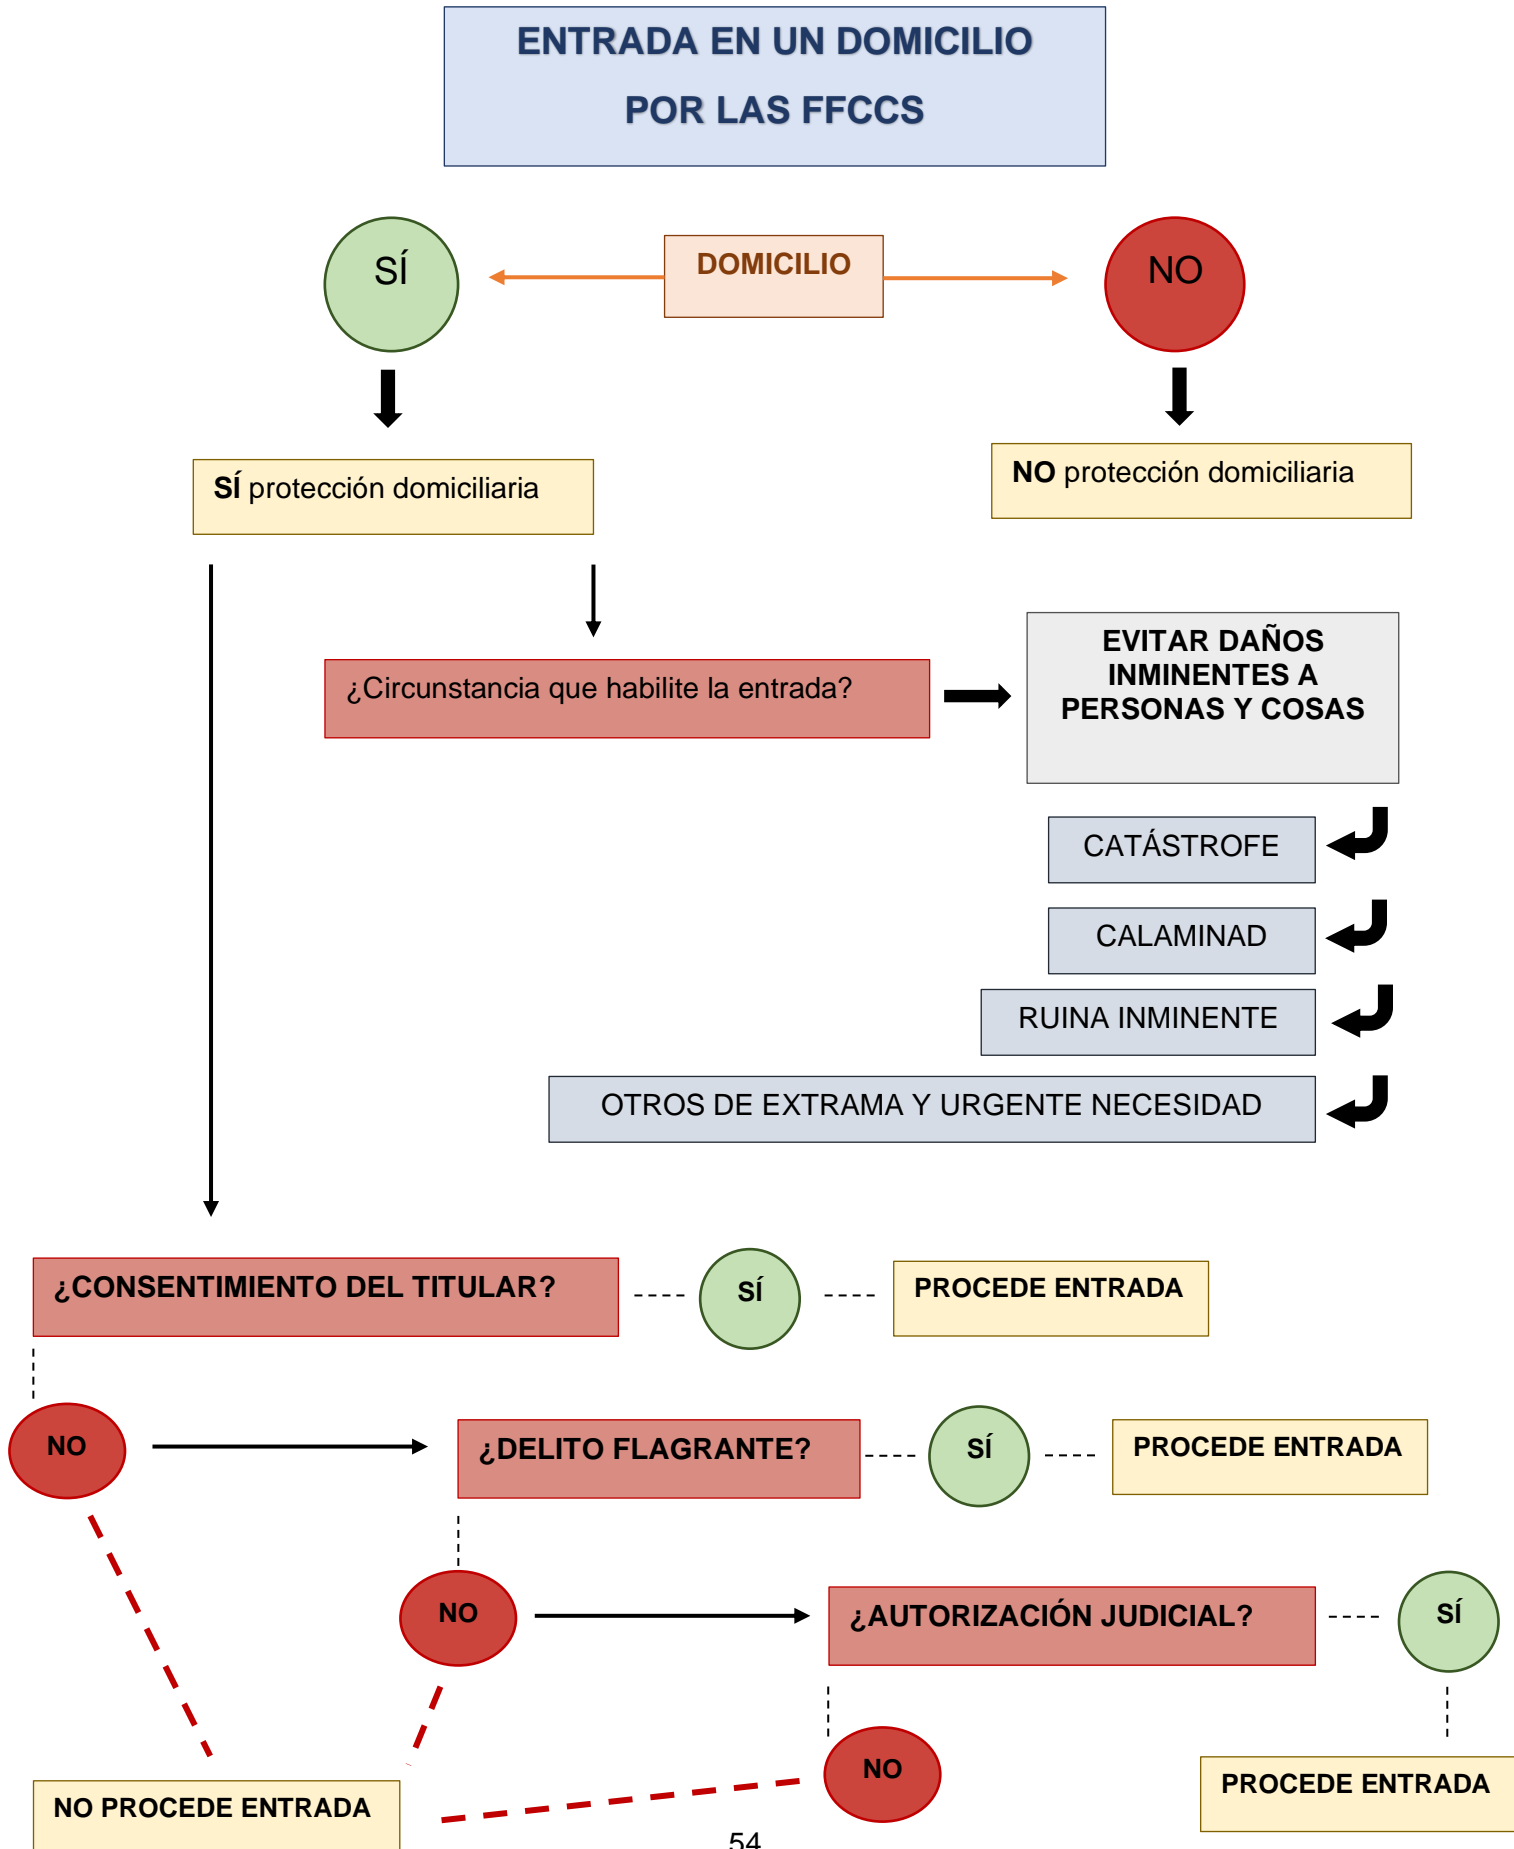 ENTRADA EN UN DOMICILIO
POR LAS FFCCS
SÍ
DOMICILIO
NO
SÍ protección domiciliaria
NO protección domiciliaria
¿Circunstancia que habilite la entrada?
EVITAR DAÑOS
INMINENTES A
PERSONAS Y COSAS
CATÁSTROFE
CALAMINAD
RUINA INMINENTE
OTROS DE EXTRAMA Y URGENTE NECESIDAD
¿CONSENTIMIENTO DEL TITULAR?
SÍ
PROCEDE ENTRADA
NO
¿DELITO FLAGRANTE?
SÍ
PROCEDE ENTRADA
NO
¿AUTORIZACIÓN JUDICIAL?
SÍ
NO
PROCEDE ENTRADA
NO PROCEDE ENTRADA
54